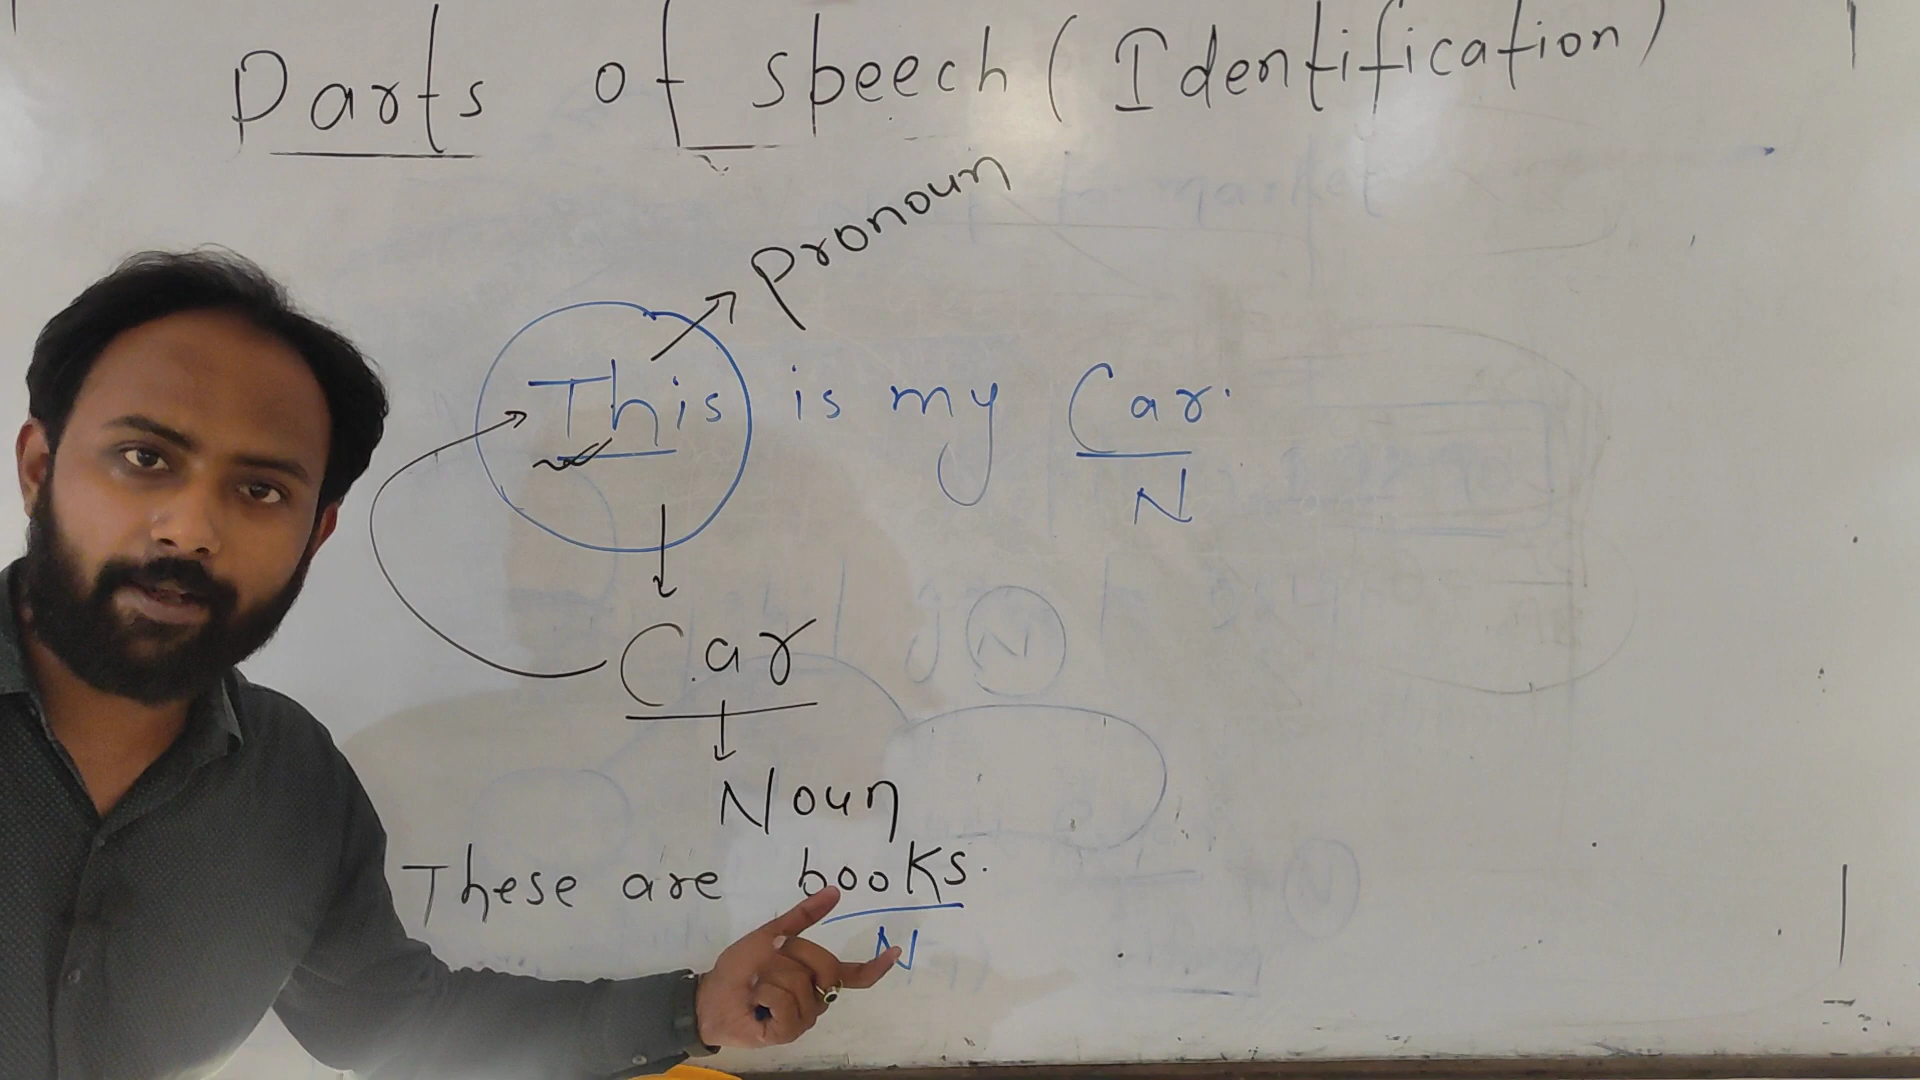 Parts of speech (Identification)
pronoun
This is my Car.
N
Car
Noun
These are books.
N